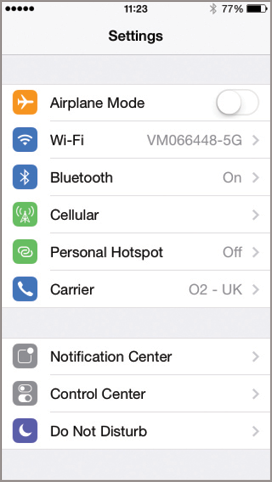 11:23 77%
Settings
Airplane Mode
Wi-Fi VM066448-5G
Bluetooth On
Cellular
Personal Hotspot Off
Carrier O2 - UK
Notification Center
Control Center
Do Not Disturb